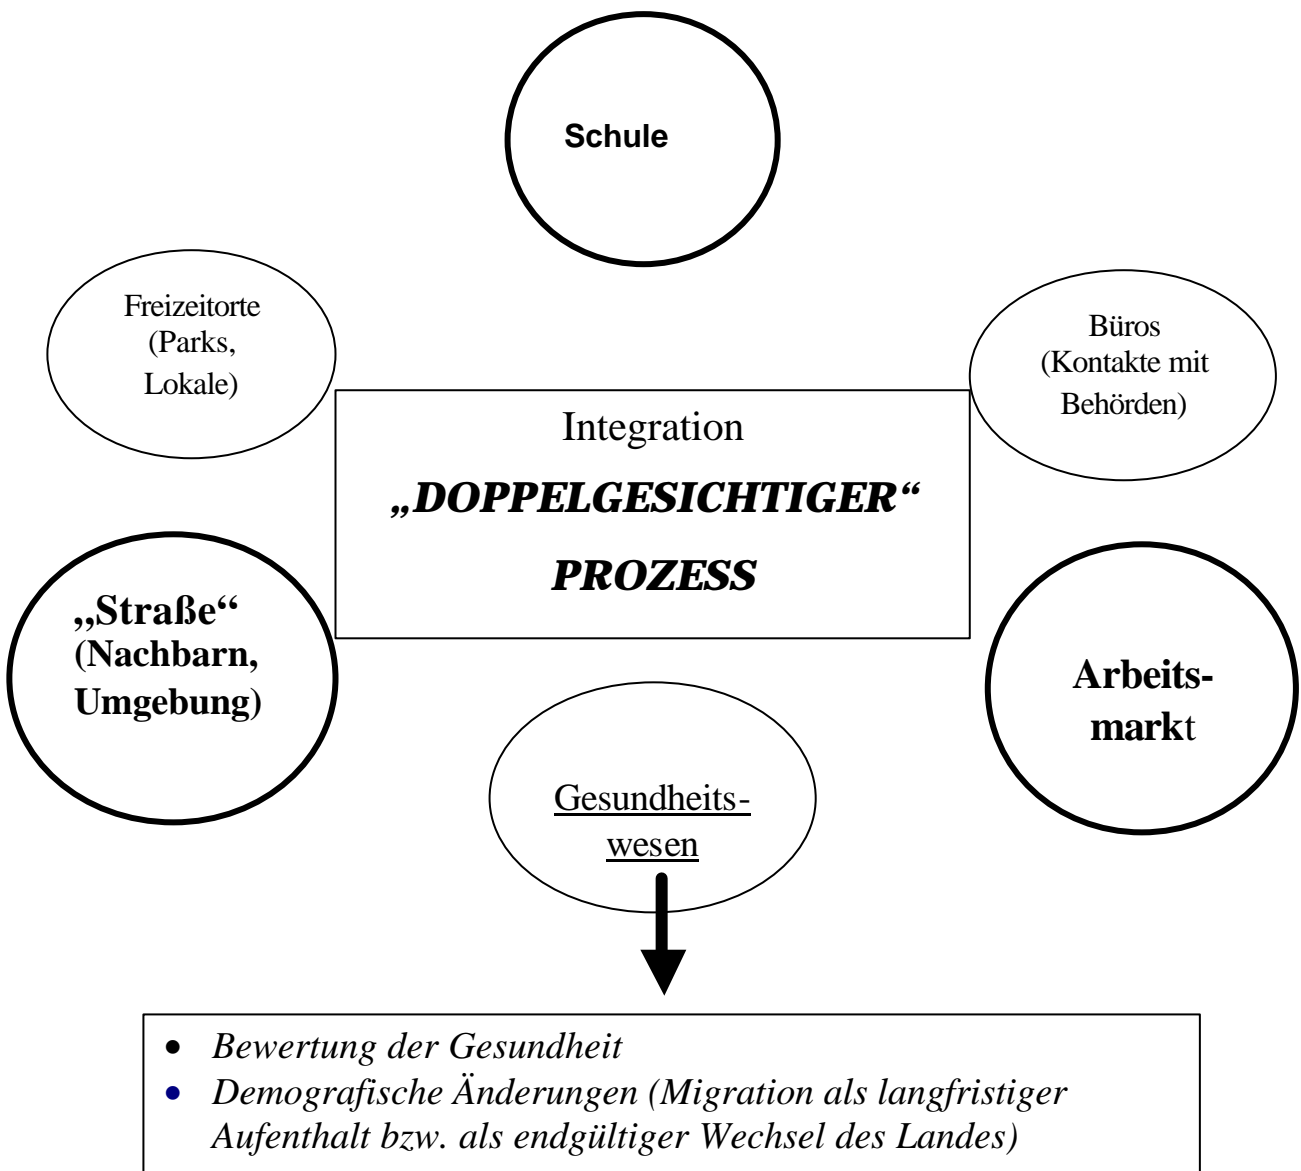 Schule
Freizeitorte
(Parks,
Lokale)
Büros
(Kontakte mit
Behörden)
Integration
„DOPPELGESICHTIGER“
PROZESS
„Straße“
(Nachbarn,
Umgebung)
Arbeits-
markt
Gesundheits-
wesen
• Bewertung der Gesundheit
• Demografische Änderungen (Migration als langfristiger
Aufenthalt bzw. als endgültiger Wechsel des Landes)